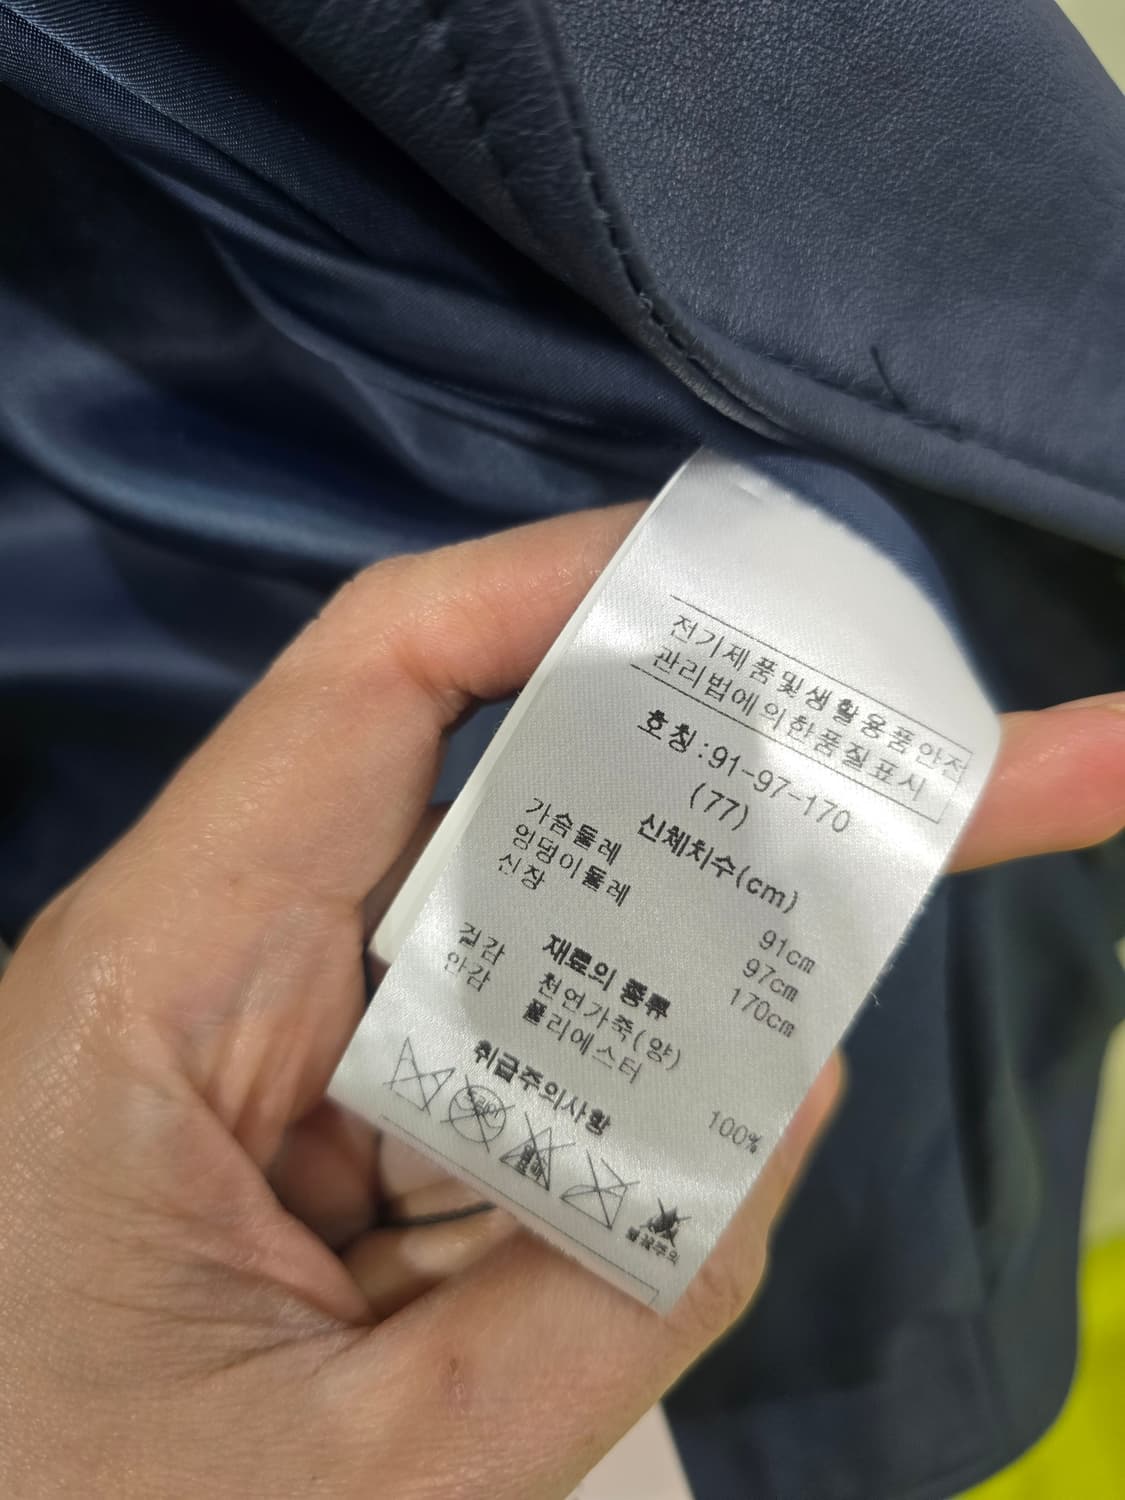 전기제품및생활용품안전
관리법에의한품질표시
호칭:91-97-170
(77)
신체치수(cm)
가슴둘레 91cm
엉덩이둘레 97cm
신장 170cm
재료의 종류
겉감 천연가죽(양)
안감 폴리에스터 100%
취급주의사항